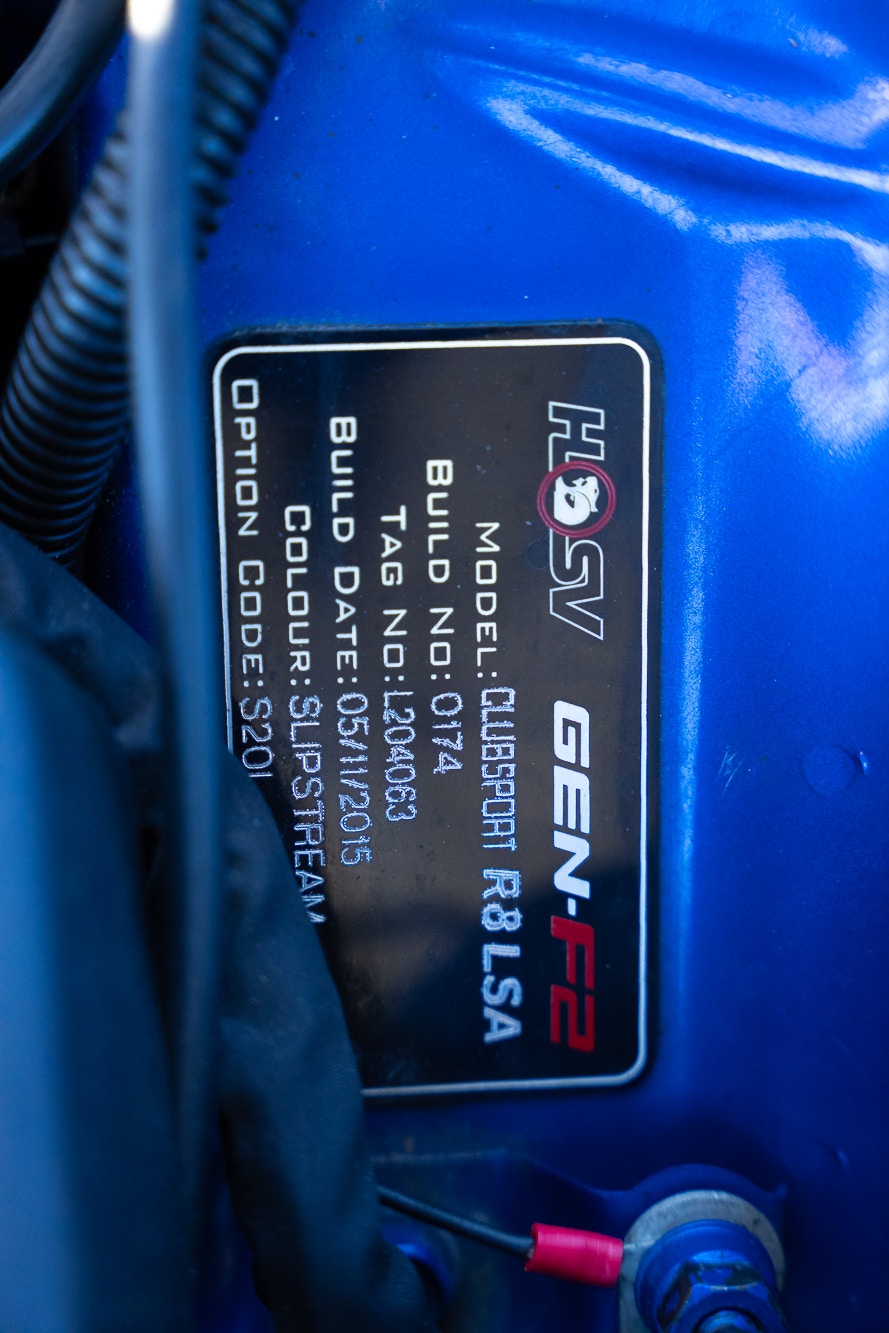 HSV GEN-F2
MODEL: CLUBSPORT R8 LSA
BUILD NO: 0174
TAG NO: L204063
BUILD DATE: 05/11/2015
COLOUR: SLIPSTREAM
OPTION CODE: S201